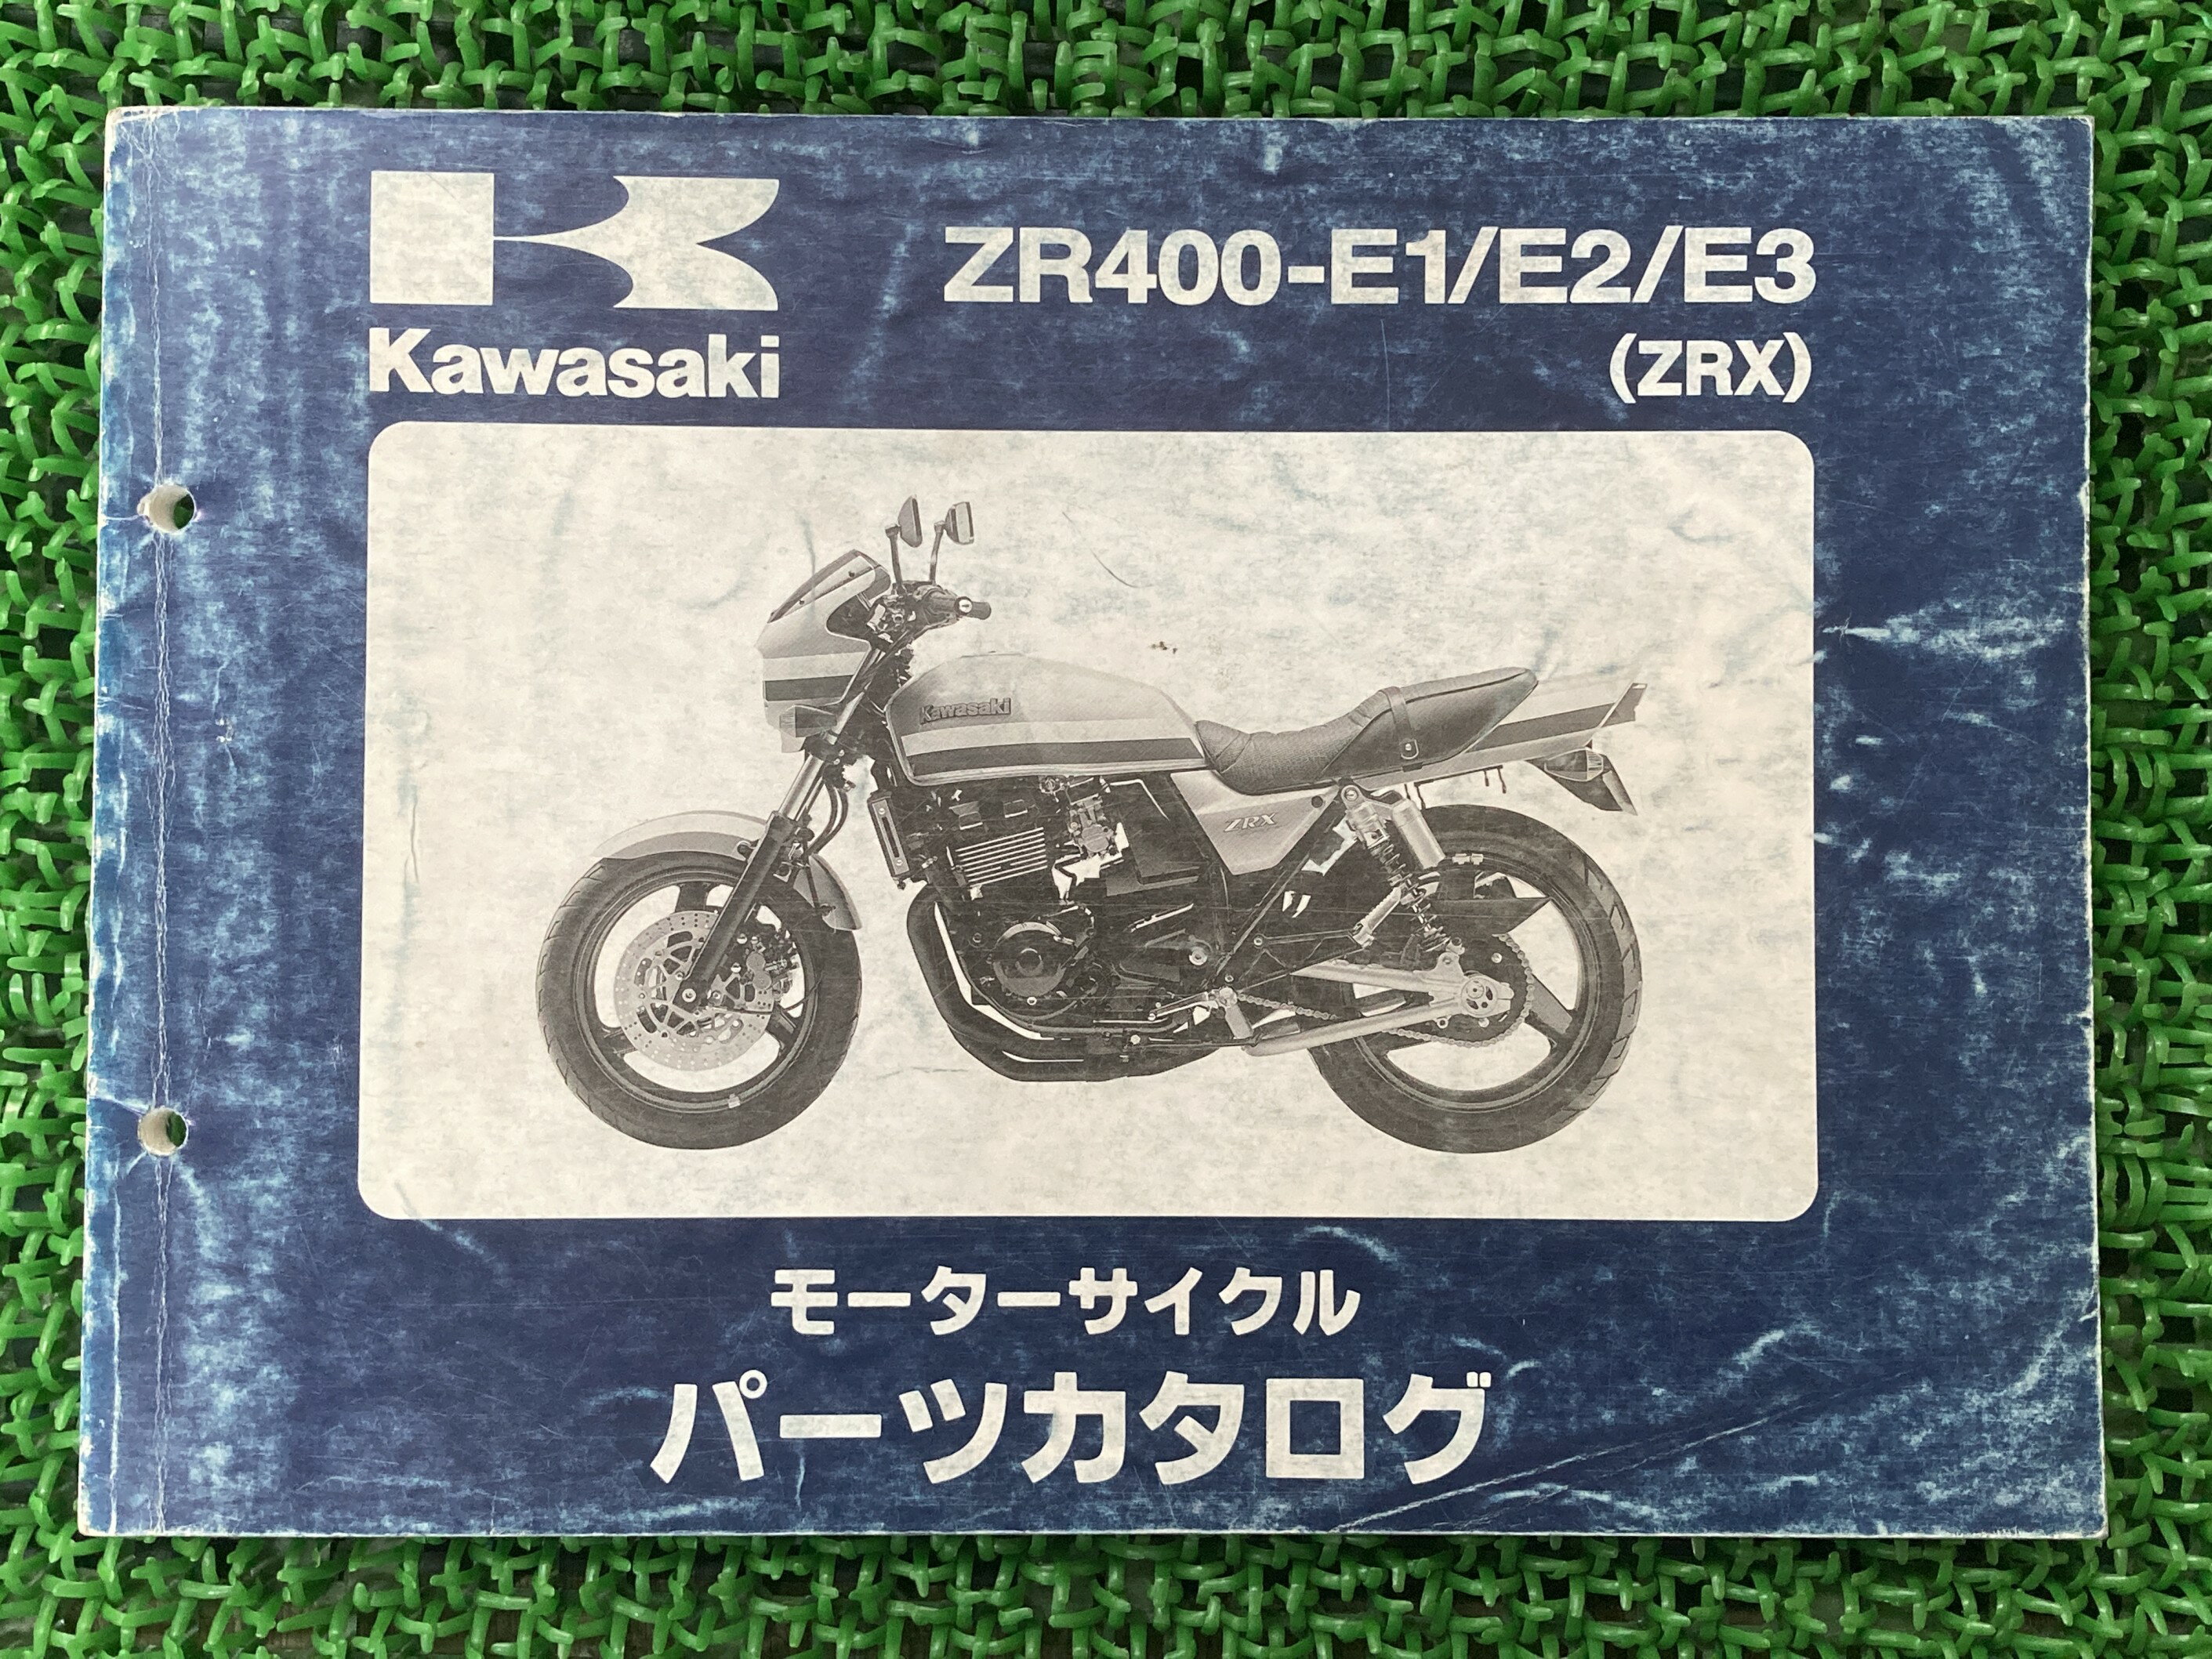 Kawasaki
ZR400-E1/E2/E3
(ZRX)
Kawasaki
ZRX
モーターサイクル
パーツカタログ